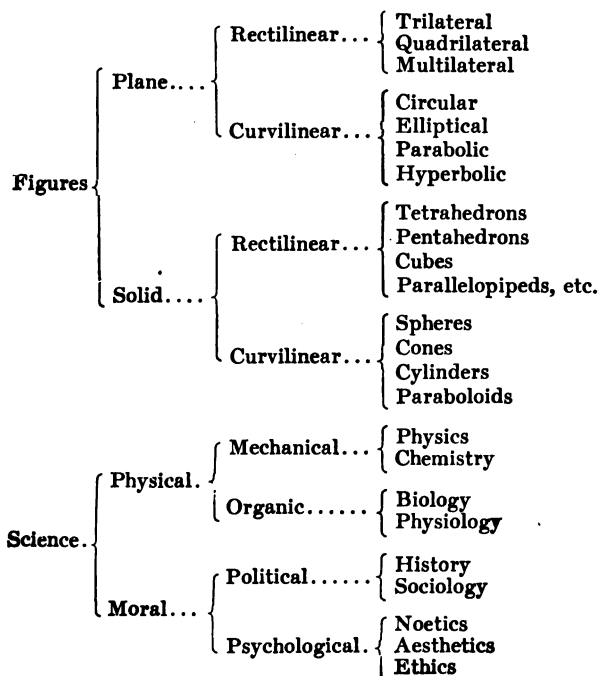 Rectilinear... Trilateral
Quadrilateral
Multilateral
Plane....
Circular
Curvilinear... Elliptical
Parabolic
Hyperbolic
Figures
Tetrahedrons
Rectilinear... Pentahedrons
Cubes
Parallelopipeds, etc.
Solid....
Spheres
Curvilinear... Cones
Cylinders
Paraboloids
Mechanical... Physics
Chemistry
Physical.
Organic...... Biology
Physiology
Science.
Political...... History
Sociology
Moral...
Noetics
Psychological. Aesthetics
Ethics